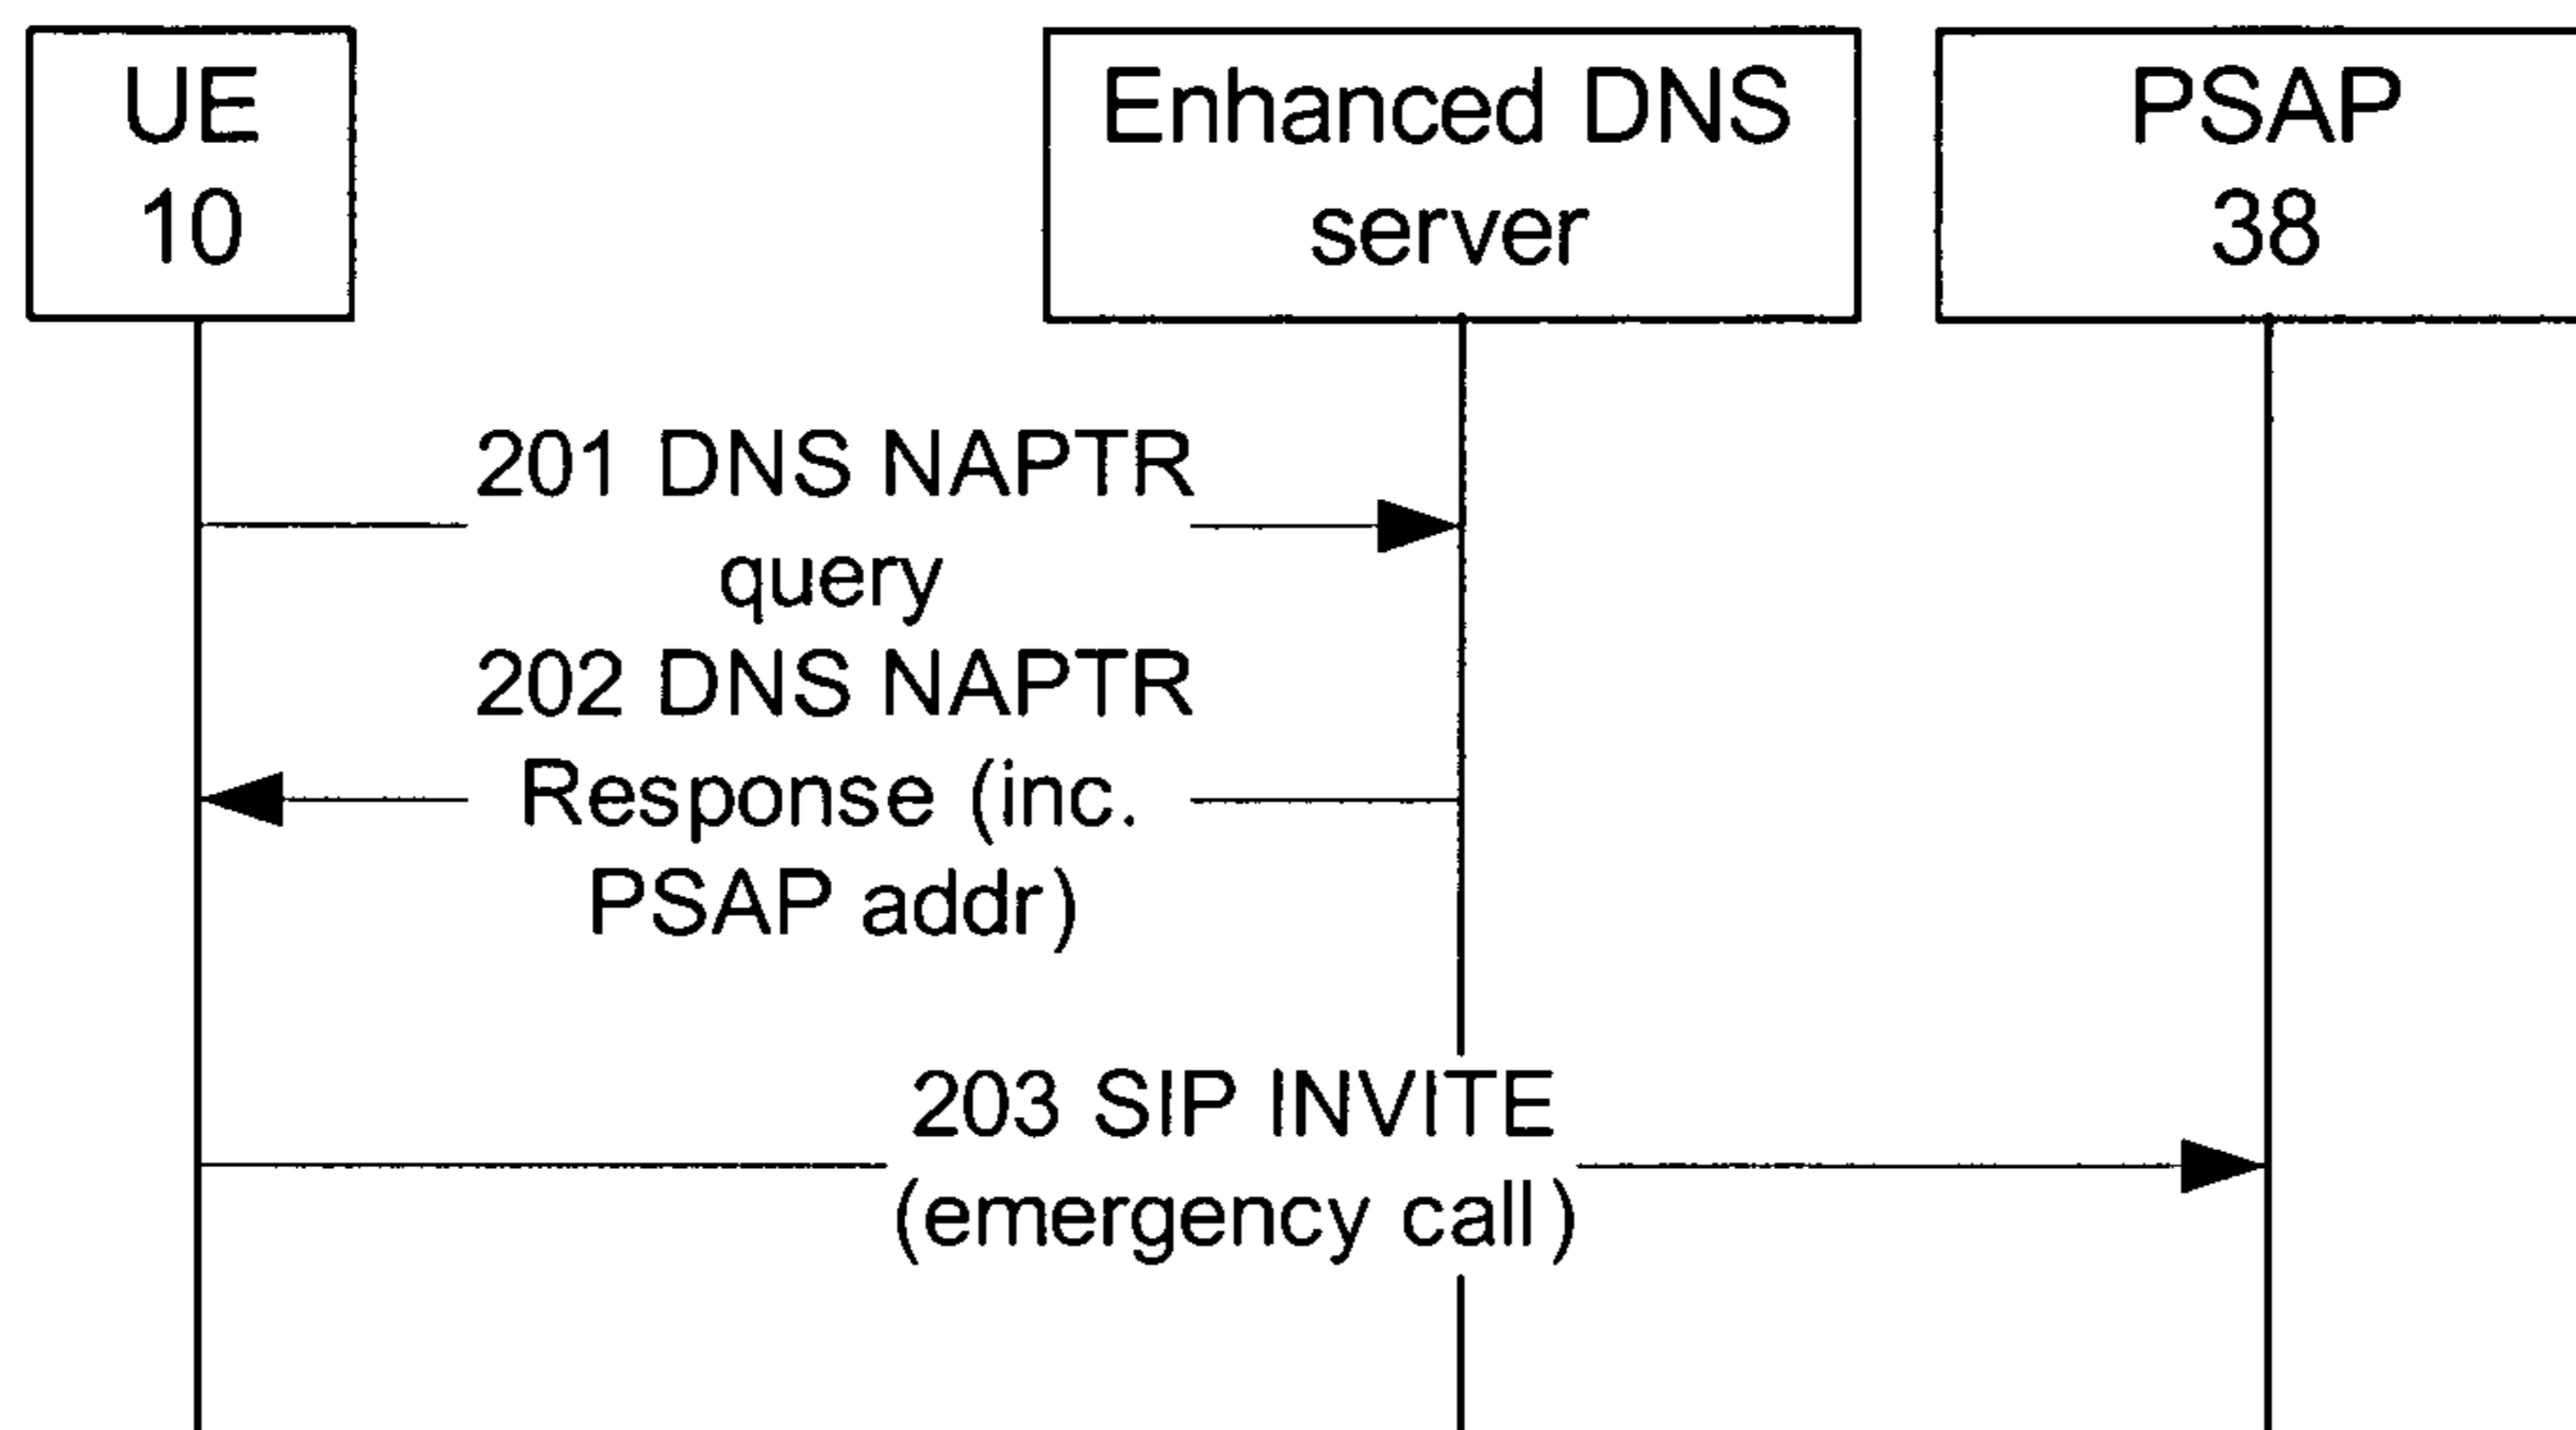 UE
10
Enhanced DNS
server
PSAP
38
201 DNS NAPTR
query
202 DNS NAPTR
Response (inc.
PSAP addr)
203 SIP INVITE
(emergency call)